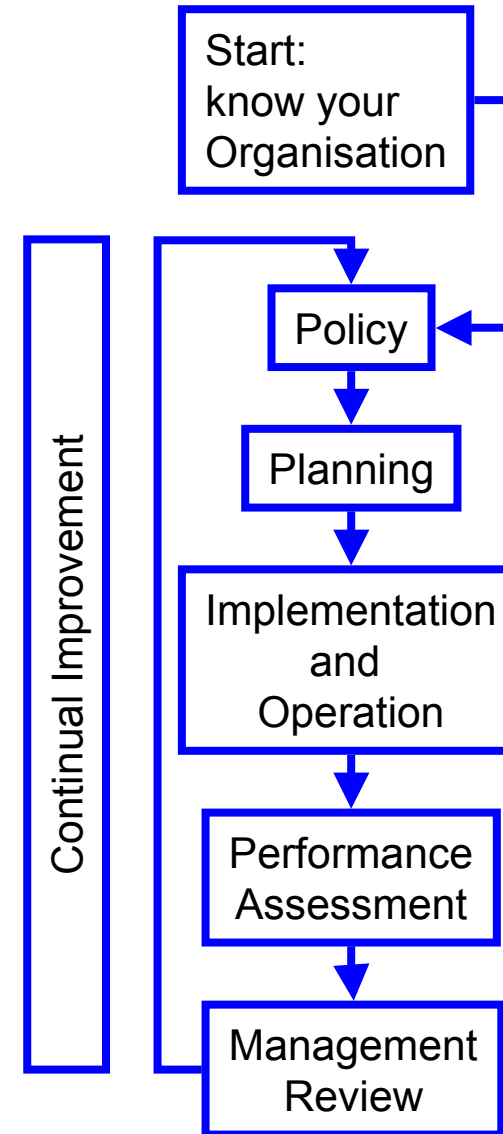 Start:
know your
Organisation
Policy
Planning
Implementation
and
Operation
Performance
Assessment
Management
Review
Continual Improvement